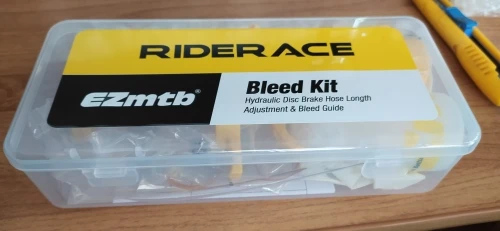 RIDERACE
EZmtb®
Bleed Kit
Hydraulic Disc Brake Hose Length
Adjustment & Bleed Guide